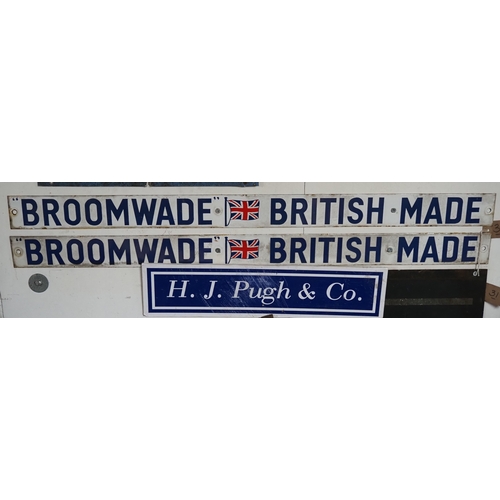 "BROOMWADE" BRITISH MADE
"BROOMWADE" BRITISH MADE
H. J. Pugh & Co.